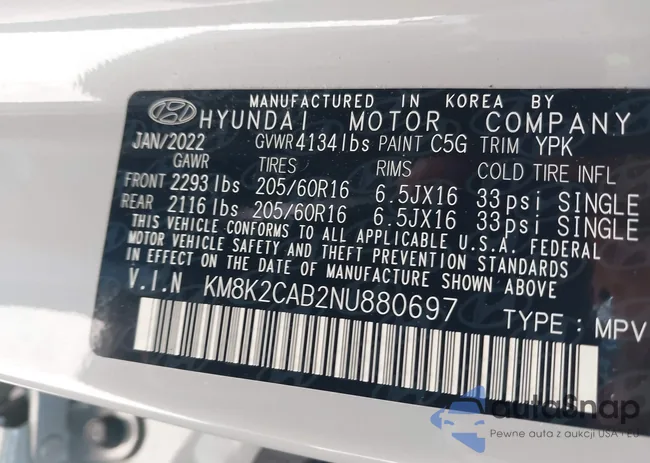 MANUFACTURED IN KOREA BY
HYUNDAI MOTOR COMPANY
JAN/2022 GVWR 4134 lbs PAINT C5G TRIM YPK
GAWR TIRES RIMS COLD TIRE INFL
FRONT 2293 lbs 205/60R16 6.5JX16 33 psi SINGLE
REAR 2116 lbs 205/60R16 6.5JX16 33 psi SINGLE
THIS VEHICLE CONFORMS TO ALL APPLICABLE U.S.A. FEDERAL
MOTOR VEHICLE SAFETY AND THEFT PREVENTION STANDARDS
IN EFFECT ON THE DATE OF MANUFACTURE SHOWN ABOVE.
V.I.N KM8K2CAB2NU880697 TYPE : MPV
autoSnap
Pewne auta z aukcji USA i EU